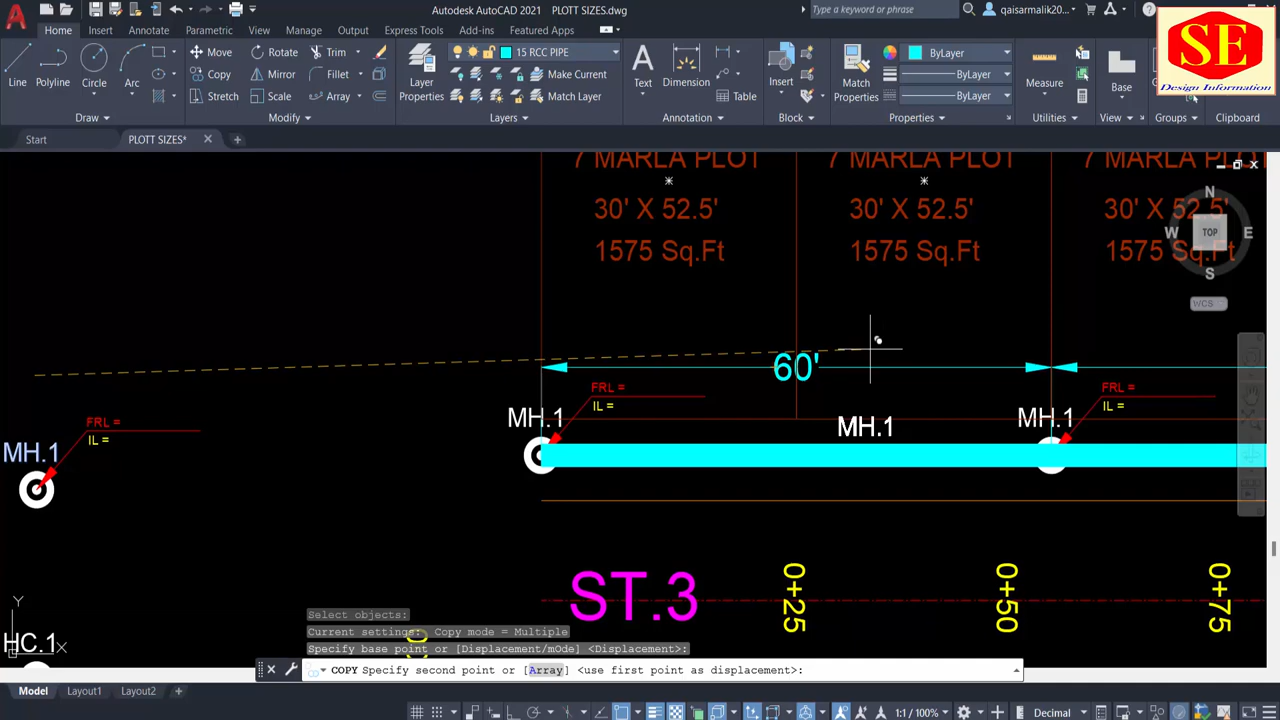 Autodesk AutoCAD 2021 PLOTT SIZES.dwg
Type a keyword or phrase
qaisarmalik20...
SE
Design Information
Home Insert Annotate Parametric View Manage Output Express Tools Featured Apps
Line Polyline Circle Arc
Move Rotate Trim
Copy Mirror Fillet
Stretch Scale Array
Layer Properties
15 RCC PIPE
Make Current
Match Layer
Text Dimension Table
Insert
Match Properties
ByLayer
ByLayer
ByLayer
Measure
Base
Draw Modify Layers Annotation Block Properties Utilities View Groups Clipboard
Start PLOTT SIZES*
7 MARLA PLOT 7 MARLA PLOT 7 MARLA PLOT
30' X 52.5' 30' X 52.5' 30' X 52.5'
1575 Sq.Ft 1575 Sq.Ft 1575 Sq.Ft
N
W TOP E
S
WCS
60'
FRL = FRL =
IL = IL =
MH.1 MH.1 MH.1
FRL =
IL =
MH.1
ST.3
0+25 0+50 0+75
0
Y
HC.1 X
Select objects:
Current settings: Copy mode = Multiple
Specify base point or [Displacement/mOde] <Displacement>:
COPY Specify second point or [Array] <use first point as displacement>:
Model Layout1 Layout2
1:1 / 100% Decimal